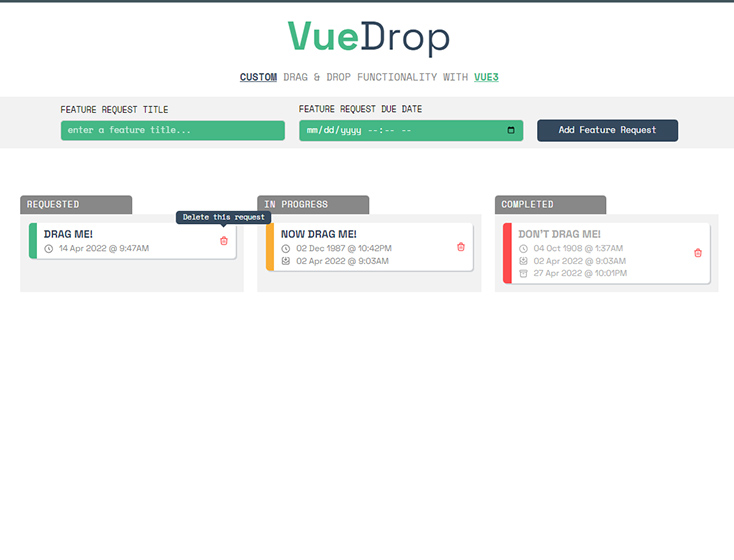 VueDrop
CUSTOM DRAG & DROP FUNCTIONALITY WITH VUE3
FEATURE REQUEST TITLE
enter a feature title...
FEATURE REQUEST DUE DATE
mm/dd/yyyy --:-- --
Add Feature Request
REQUESTED
Delete this request
DRAG ME!
14 Apr 2022 @ 9:47AM
IN PROGRESS
NOW DRAG ME!
02 Dec 1987 @ 10:42PM
02 Apr 2022 @ 9:03AM
COMPLETED
DON'T DRAG ME!
04 Oct 1908 @ 1:37AM
02 Apr 2022 @ 9:03AM
27 Apr 2022 @ 10:01PM